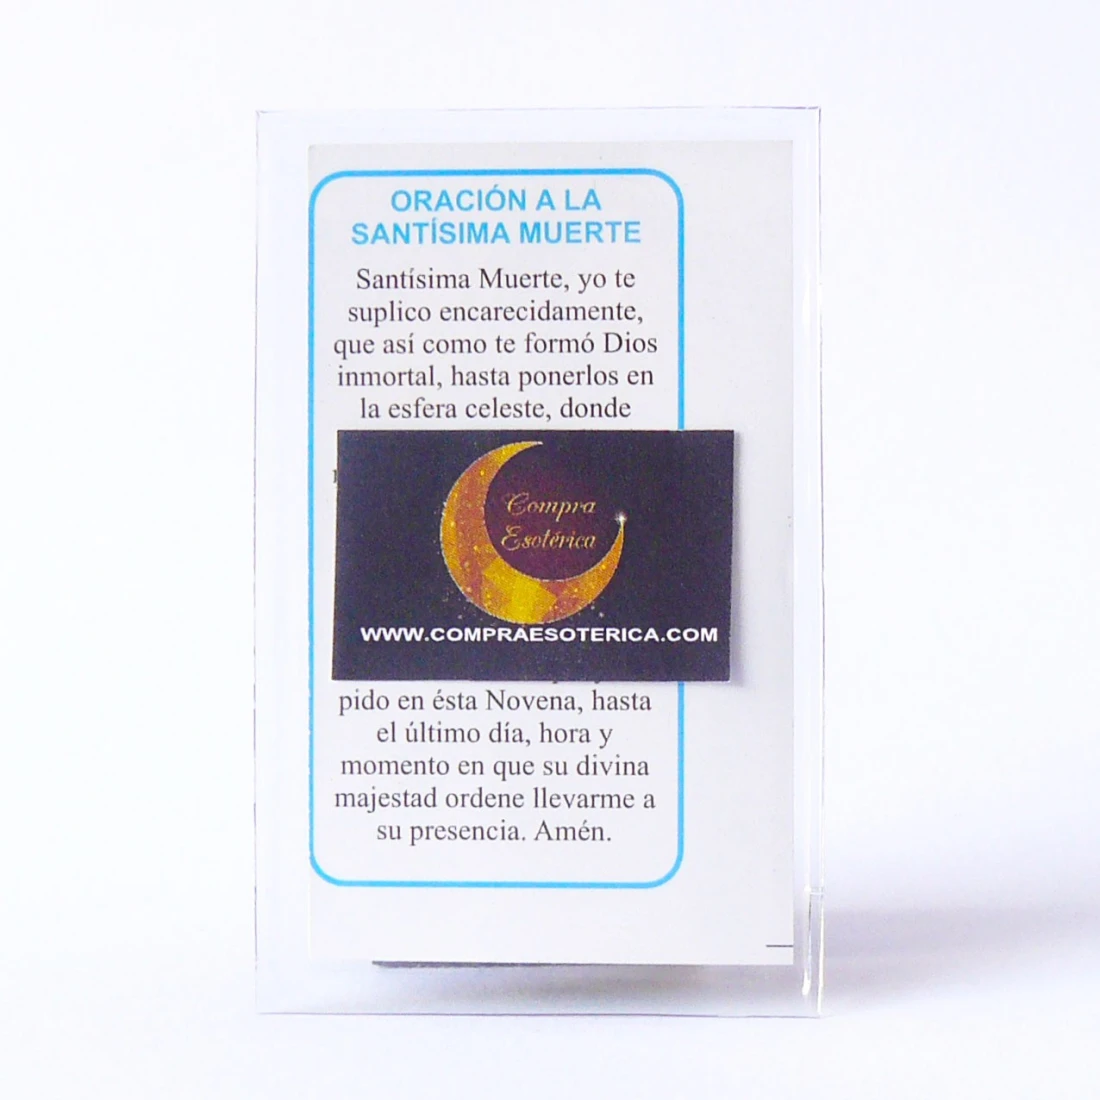 ORACIÓN A LA
SANTÍSIMA MUERTE
Santísima Muerte, yo te
suplico encarecidamente,
que así como te formó Dios
inmortal, hasta ponerlos en
la esfera celeste, donde
Compra
Esotérica
WWW.COMPRAESOTERICA.COM
pido en ésta Novena, hasta
el último día, hora y
momento en que su divina
majestad ordene llevarme a
su presencia. Amén.